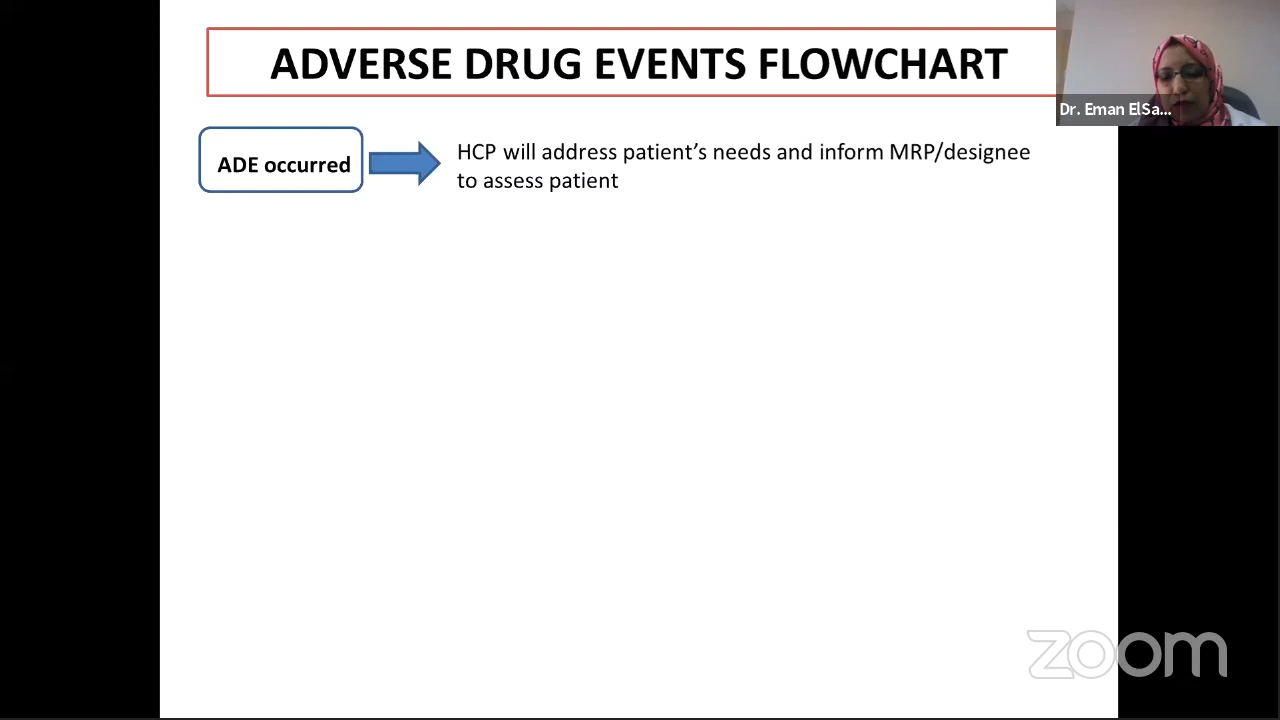 ADVERSE DRUG EVENTS FLOWCHART
Dr. Eman ElSa...
ADE occurred
HCP will address patient’s needs and inform MRP/designee
to assess patient
zoom